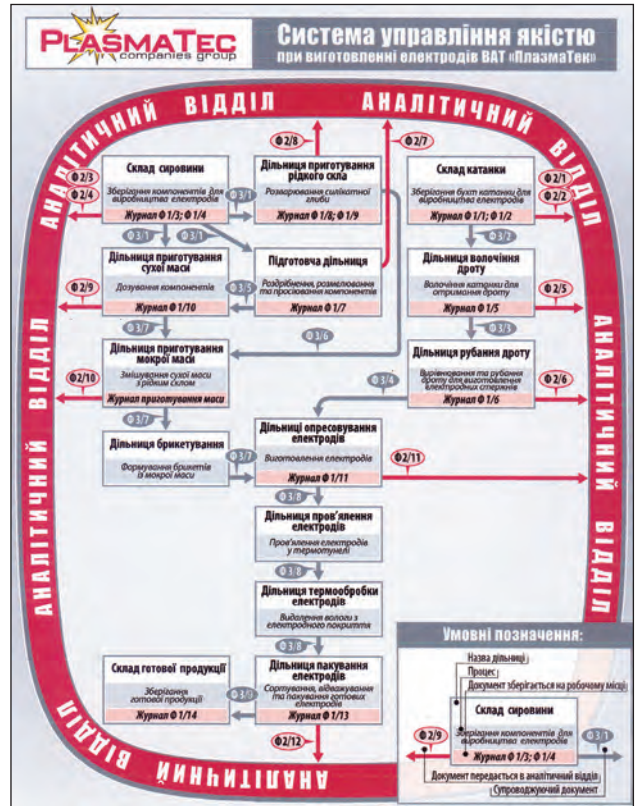 PLASMATEC
companies group
Система управління якістю
при виготовленні електродів ВАТ «ПлазмаТек»
АНАЛІТИЧНИЙ ВІДДІЛ
АНАЛІТИЧНИЙ ВІДДІЛ
Ф 2/8
Ф 2/7
Ф 2/3
Ф 2/4
Склад сировини
Зберігання компонентів для
виробництва електродів
Журнал Ф 1/3; Ф 1/4
Ф 3/1
Дільниця приготування
рідкого скла
Розварювання силікатної
глиби
Журнал Ф 1/8; Ф 1/9
Склад катанки
Зберігання бухт катанки для
виробництва електродів
Журнал Ф 1/1; Ф 1/2
Ф 2/1
Ф 2/2
Ф 3/1
Ф 3/1
Ф 3/2
Дільниця приготування
сухої маси
Дозування компонентів
Журнал Ф 1/10
Ф 2/9
Ф 3/5
Підготовча дільниця
Роздрібнення, розмелювання
та просіювання компонентів
Журнал Ф 1/7
Дільниця волочіння
дроту
Волочіння катанки для
отримання дроту
Журнал Ф 1/5
Ф 2/5
Ф 3/7
Ф 3/6
Ф 3/3
Дільниця приготування
мокрої маси
Змішування сухої маси
з рідким склом
Журнал приготування маси
Ф 2/10
Дільниця рубання дроту
Вирівнювання та рубання
дроту для виготовлення
електродних стержнів
Журнал Ф 1/6
Ф 2/6
Ф 3/4
Ф 3/7
Дільниця брикетування
Формування брикетів
із мокрої маси
Ф 3/7
Дільниці опресовування
електродів
Виготовлення електродів
Журнал Ф 1/11
Ф 2/11
Ф 3/8
Дільниця пров’ялення
електродів
Пров’ялення електродів
у термотунелі
Ф 3/8
Дільниця термообробки
електродів
Видалення вологи з
електродного покриття
Ф 3/8
Склад готової продукції
Зберігання
готової продукції
Журнал Ф 1/14
Дільниця пакування
електродів
Сортування, відважування
та пакування готових
електродів
Журнал Ф 1/13
Ф 2/12
АНАЛІТИЧНИЙ ВІДДІЛ
АНАЛІТИЧНИЙ ВІДДІЛ
АНАЛІТИЧНИЙ ВІДДІЛ
Умовні позначення:
Назва дільниці
Процес
Документ зберігається на робочому місці
Склад сировини
Зберігання компонентів для
виробництва електродів
Журнал Ф 1/3; Ф 1/4
Ф 2/9
Ф 3/1
Документ передається в аналітичний відділ
Супроводжуючий документ